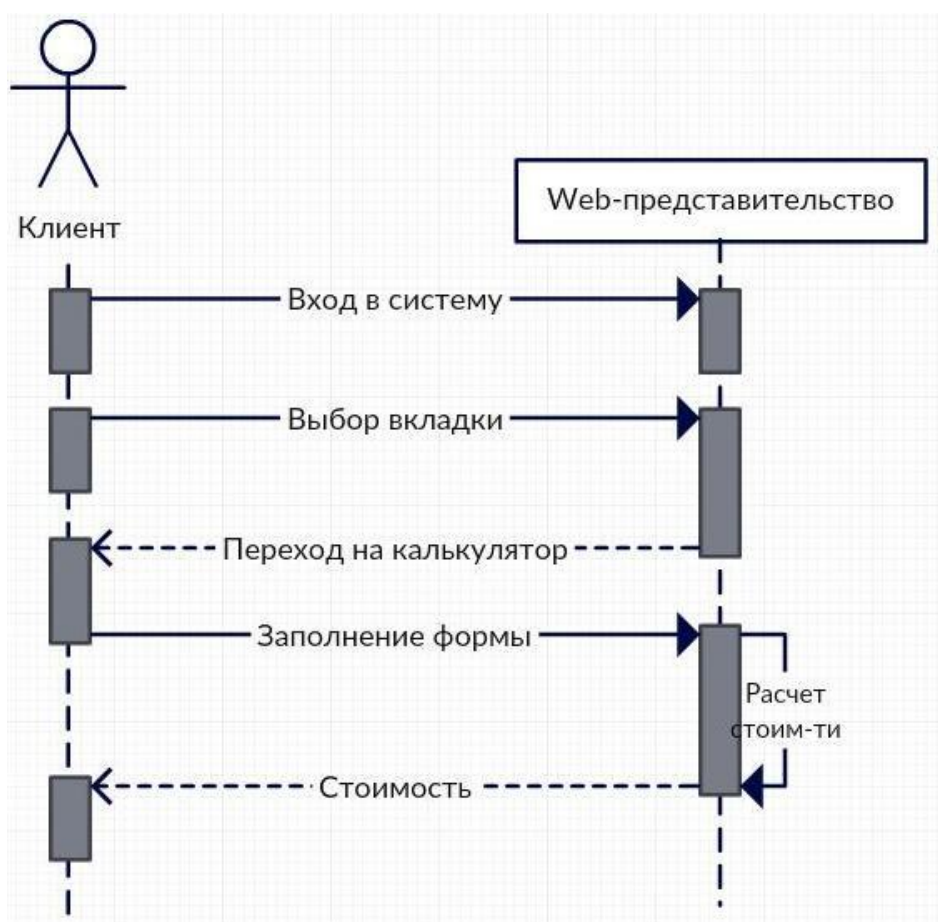 Клиент
Web-представительство
Вход в систему
Выбор вкладки
Переход на калькулятор
Заполнение формы
Расчет
стоим-ти
Стоимость